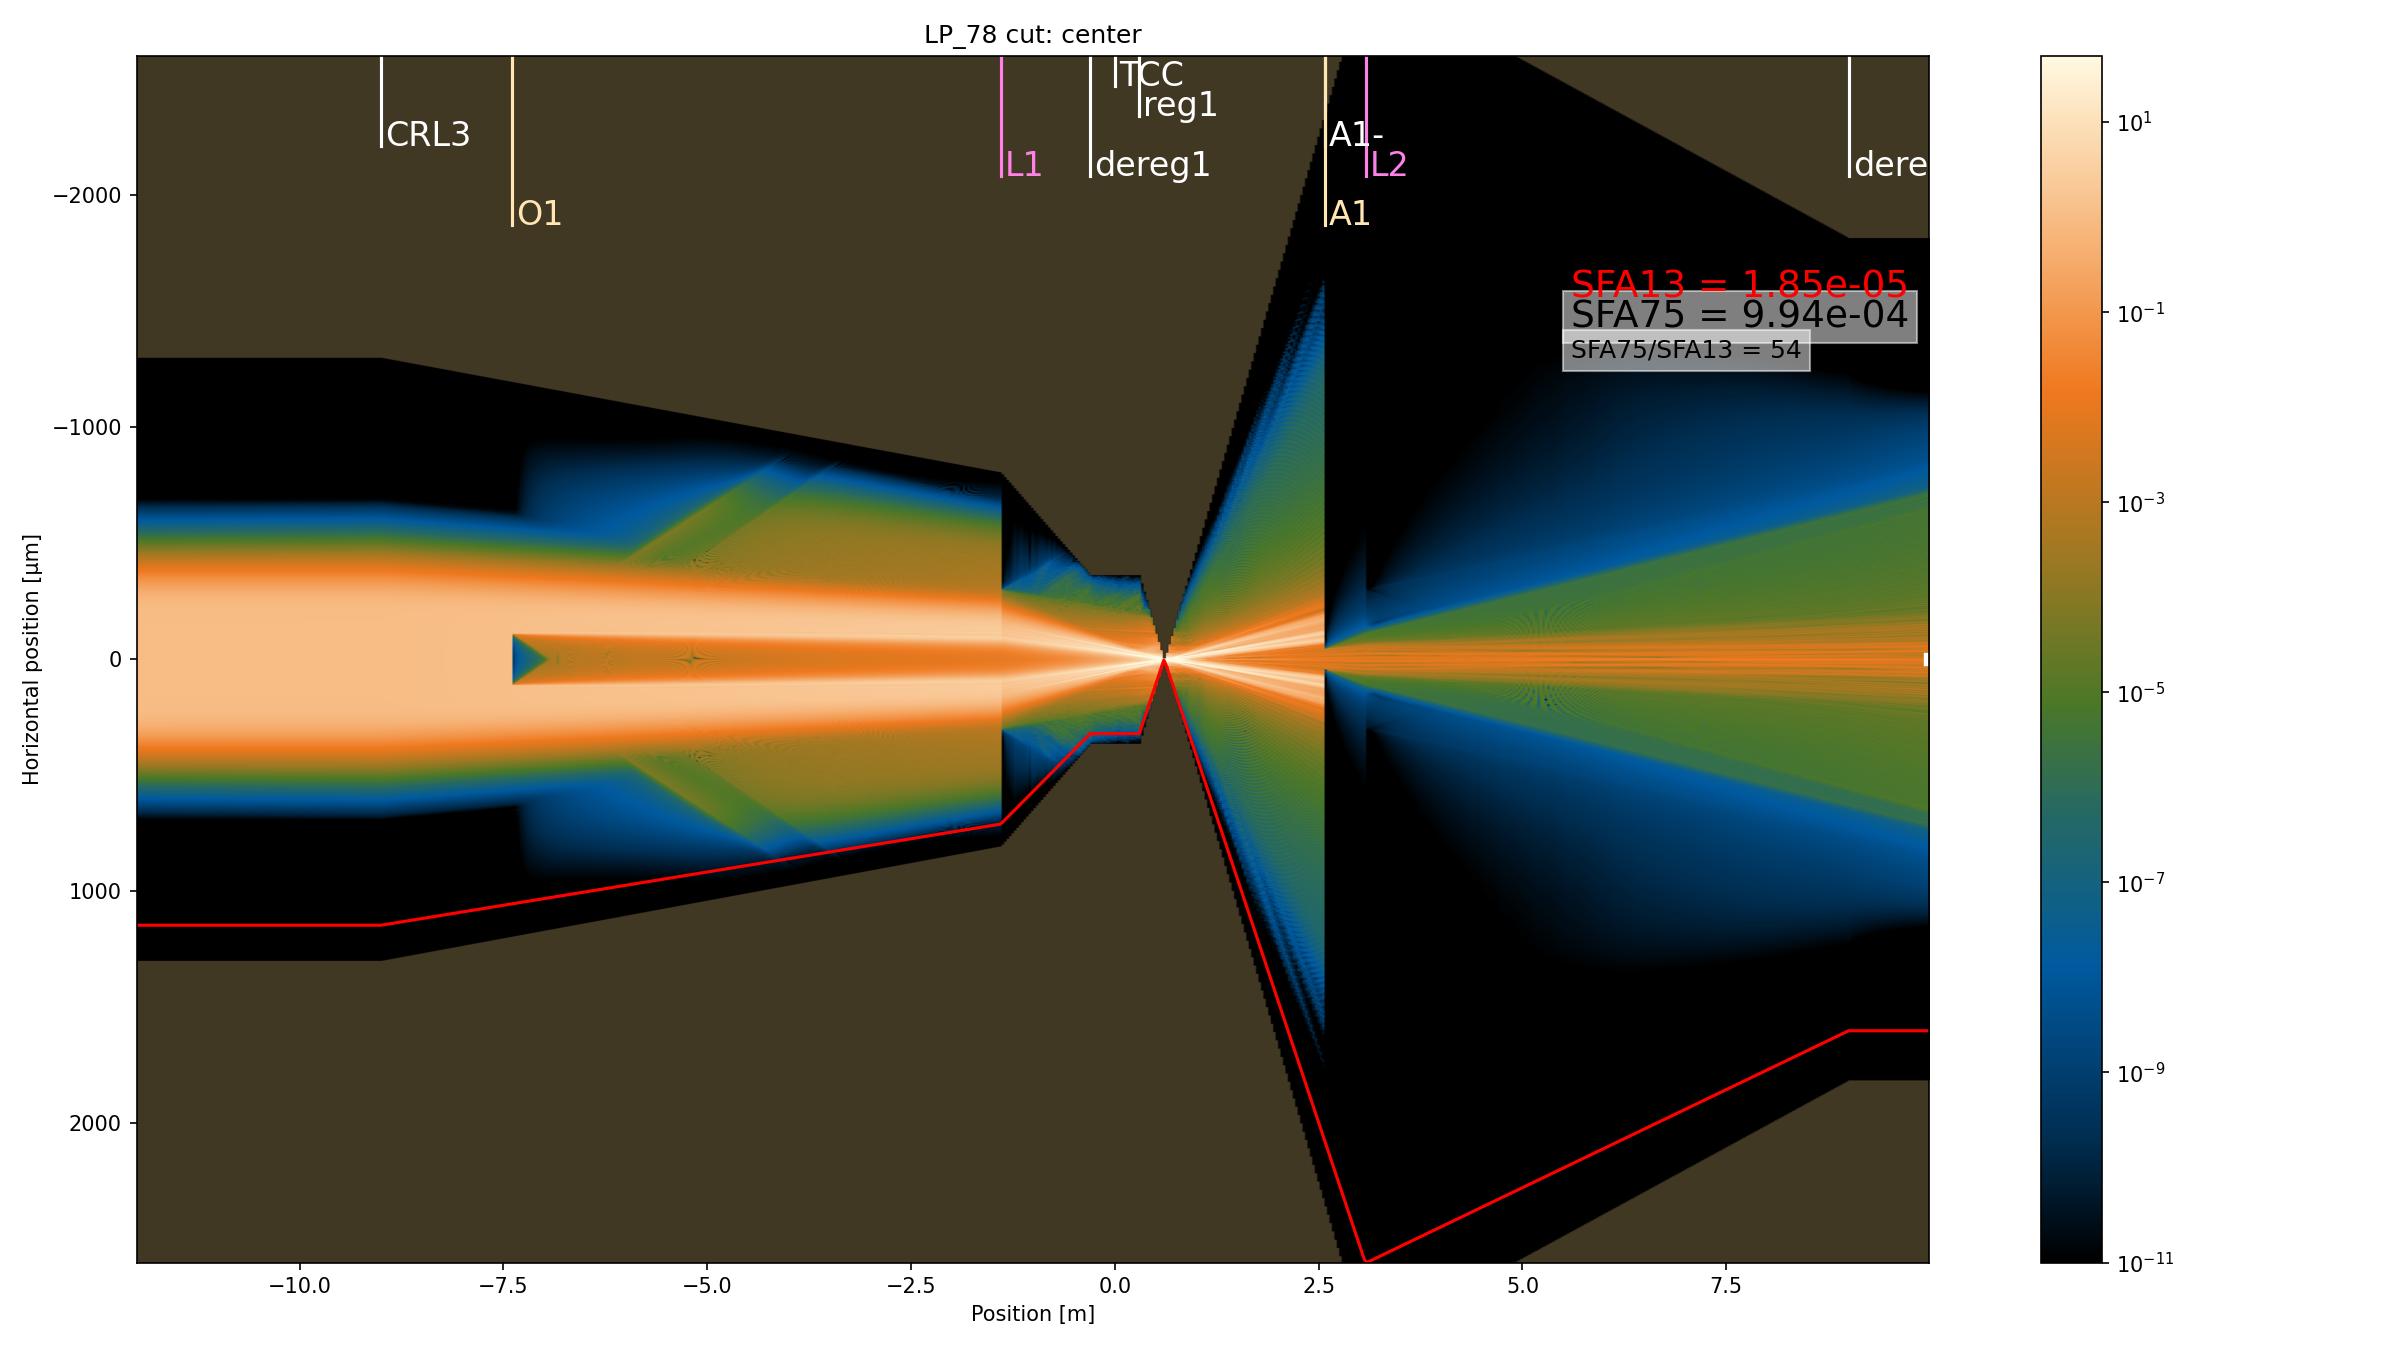 LP_78 cut: center
TCC
reg1
CRL3
A1-
L1
dereg1
L2
dere
O1
A1
SFA13 = 1.85e-05
SFA75 = 9.94e-04
SFA75/SFA13 = 54
Horizontal position [µm]
−2000
−1000
0
1000
2000
−10.0
−7.5
−5.0
−2.5
0.0
2.5
5.0
7.5
Position [m]
10¹
10⁻¹
10⁻³
10⁻⁵
10⁻⁷
10⁻⁹
10⁻¹¹